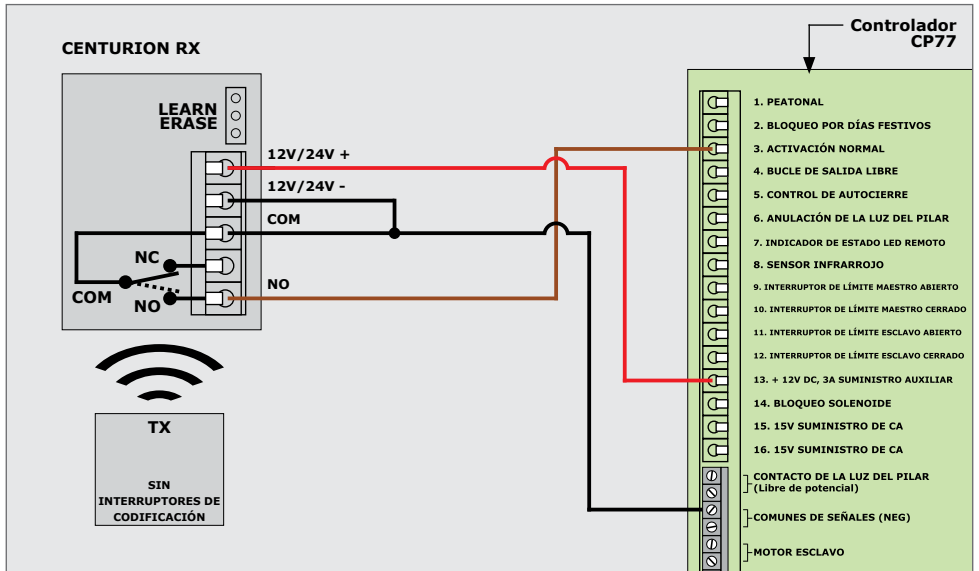 Controlador
CP77
CENTURION RX
LEARN
ERASE
12V/24V +
12V/24V -
COM
NC
COM
NO
NO
TX
SIN
INTERRUPTORES DE
CODIFICACIÓN
1. PEATONAL
2. BLOQUEO POR DÍAS FESTIVOS
3. ACTIVACIÓN NORMAL
4. BUCLE DE SALIDA LIBRE
5. CONTROL DE AUTOCIERRE
6. ANULACIÓN DE LA LUZ DEL PILAR
7. INDICADOR DE ESTADO LED REMOTO
8. SENSOR INFRARROJO
9. INTERRUPTOR DE LÍMITE MAESTRO ABIERTO
10. INTERRUPTOR DE LÍMITE MAESTRO CERRADO
11. INTERRUPTOR DE LÍMITE ESCLAVO ABIERTO
12. INTERRUPTOR DE LÍMITE ESCLAVO CERRADO
13. + 12V DC, 3A SUMINISTRO AUXILIAR
14. BLOQUEO SOLENOIDE
15. 15V SUMINISTRO DE CA
16. 15V SUMINISTRO DE CA
CONTACTO DE LA LUZ DEL PILAR
(Libre de potencial)
COMUNES DE SEÑALES (NEG)
MOTOR ESCLAVO